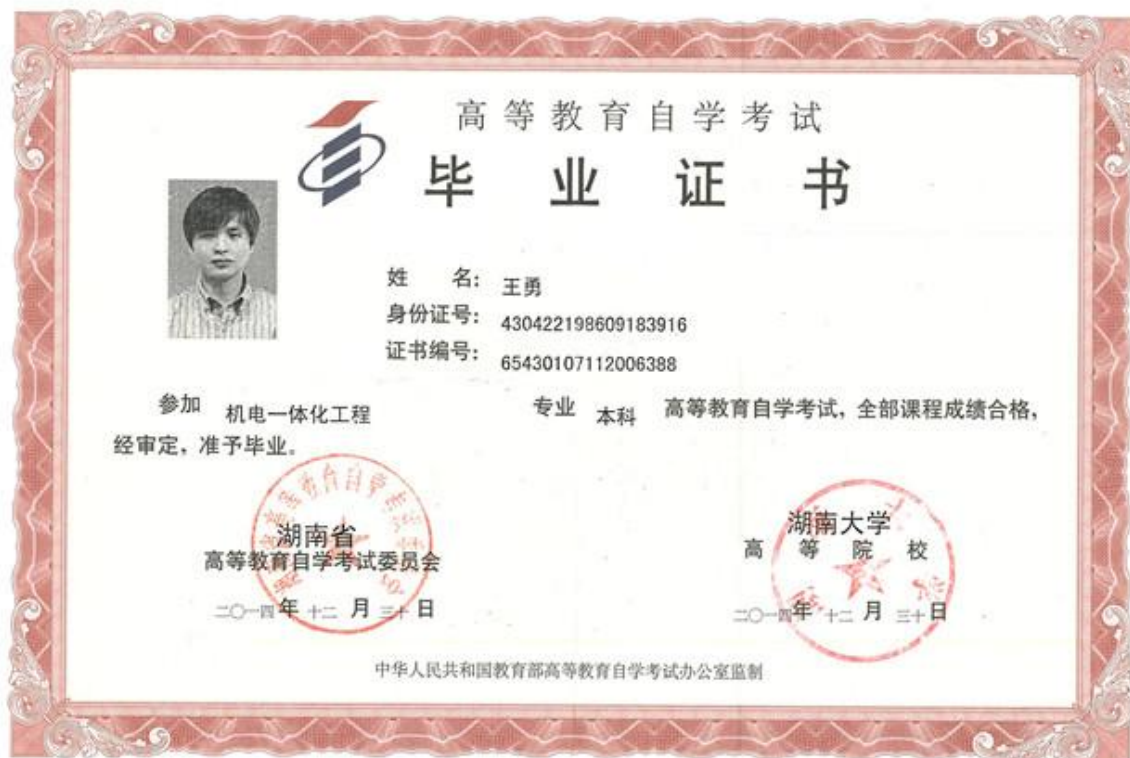 高等教育自学考试
毕业证书
姓 名： 王勇
身份证号： 430422198609183916
证书编号： 65430107112006388
参加 机电一体化工程 专业 本科 高等教育自学考试，全部课程成绩合格，
经审定，准予毕业。
湖南省
高等教育自学考试委员会
二〇一四年十二月三十日
湖南大学
高等院校
二〇一四年十二月三十日
中华人民共和国教育部高等教育自学考试办公室监制